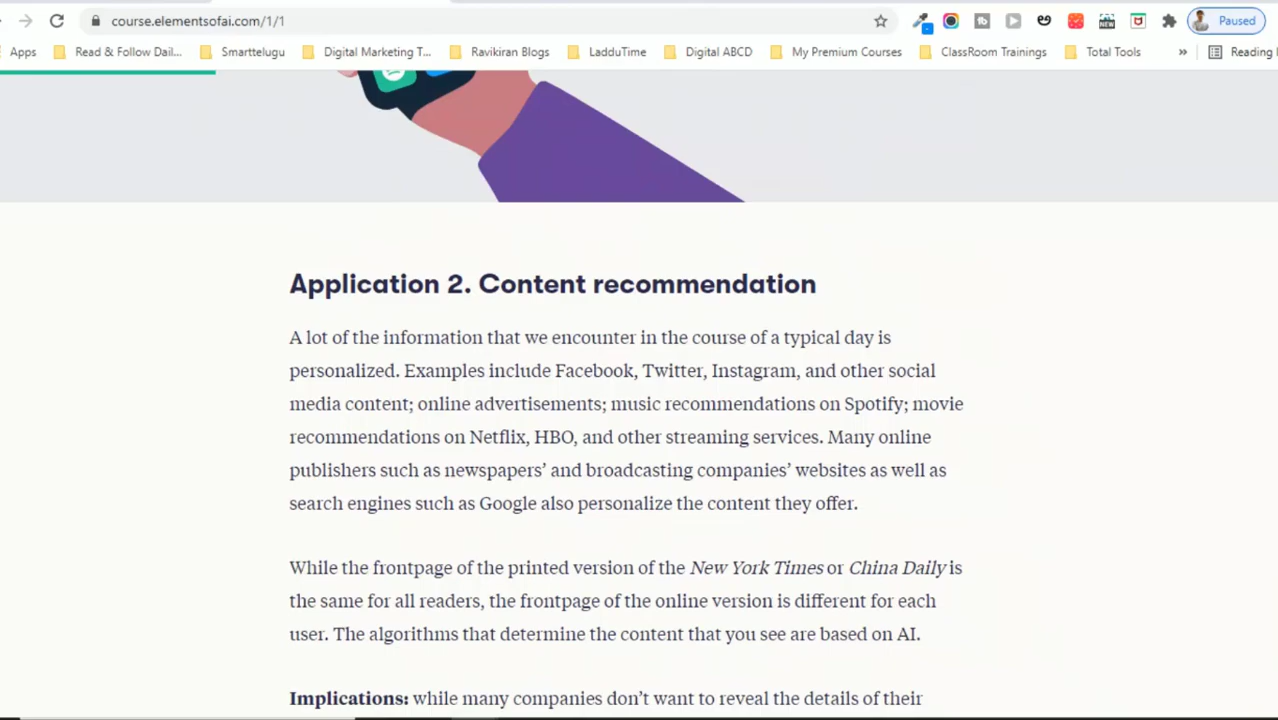 course.elementsofai.com/1/1
Paused
Apps
Read & Follow Dail...
Smarttelugu
Digital Marketing T...
Ravikiran Blogs
LadduTime
Digital ABCD
My Premium Courses
ClassRoom Trainings
Total Tools
»
Reading
Application 2. Content recommendation
A lot of the information that we encounter in the course of a typical day is
personalized. Examples include Facebook, Twitter, Instagram, and other social
media content; online advertisements; music recommendations on Spotify; movie
recommendations on Netflix, HBO, and other streaming services. Many online
publishers such as newspapers’ and broadcasting companies’ websites as well as
search engines such as Google also personalize the content they offer.
While the frontpage of the printed version of the New York Times or China Daily is
the same for all readers, the frontpage of the online version is different for each
user. The algorithms that determine the content that you see are based on AI.
Implications: while many companies don’t want to reveal the details of their